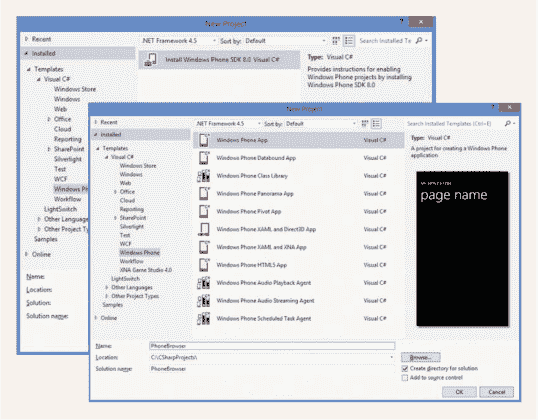 New Project
?
Recent
.NET Framework 4.5
Sort by: Default
Search Installed Te
Installed
Install Windows Phone SDK 8.0 Visual C#
Type: Visual C#
Provides instructions for enabling
Windows Phone projects by installing
Windows Phone SDK 8.0
Templates
Visual C#
Windows Store
Windows
Web
Office
Cloud
Reporting
SharePoint
Silverlight
Test
WCF
Windows Ph
Workflow
LightSwitch
Other Languages
Other Project Types
Samples
Online
Name:
Location:
Solution:
Solution name:
New Project
?
Recent
.NET Framework 4.5
Sort by: Default
Search Installed Templates (Ctrl+E)
Installed
Templates
Visual C#
Windows Store
Windows
Web
Office
Cloud
Reporting
SharePoint
Silverlight
Test
WCF
Windows Phone
Workflow
XNA Game Studio 4.0
LightSwitch
Other Languages
Other Project Types
Samples
Online
Windows Phone App Visual C#
Windows Phone Databound App Visual C#
Windows Phone Class Library Visual C#
Windows Phone Panorama App Visual C#
Windows Phone Pivot App Visual C#
Windows Phone XAML and Direct3D App Visual C#
Windows Phone XAML and XNA App Visual C#
Windows Phone HTML5 App Visual C#
Windows Phone Audio Playback Agent Visual C#
Windows Phone Audio Streaming Agent Visual C#
Windows Phone Scheduled Task Agent Visual C#
Type: Visual C#
A project for creating a Windows Phone
application.
page name
Name: PhoneBrowser
Location: C:\CSharpProjects\
Browse...
Solution name: PhoneBrowser
Create directory for solution
Add to source control
OK
Cancel